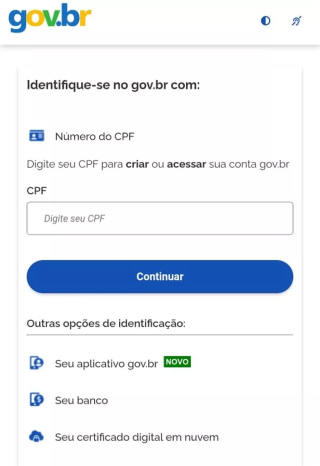 gov.br
Identifique-se no gov.br com:
Número do CPF
Digite seu CPF para criar ou acessar sua conta gov.br
CPF
Digite seu CPF
Continuar
Outras opções de identificação:
Seu aplicativo gov.br NOVO
Seu banco
Seu certificado digital em nuvem